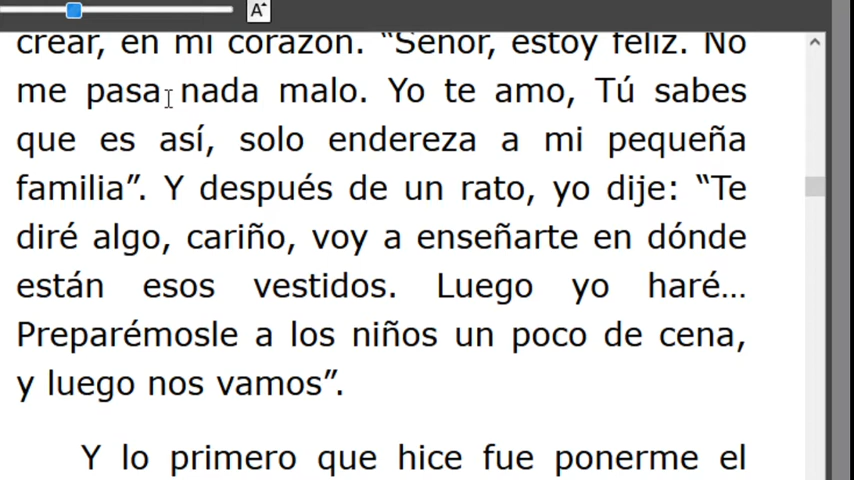 A
crear, en mi corazón. “Señor, estoy feliz. No
me pasa nada malo. Yo te amo, Tú sabes
que es así, solo endereza a mi pequeña
familia”. Y después de un rato, yo dije: “Te
diré algo, cariño, voy a enseñarte en dónde
están esos vestidos. Luego yo haré…
Preparémosle a los niños un poco de cena,
y luego nos vamos”.
Y lo primero que hice fue ponerme el